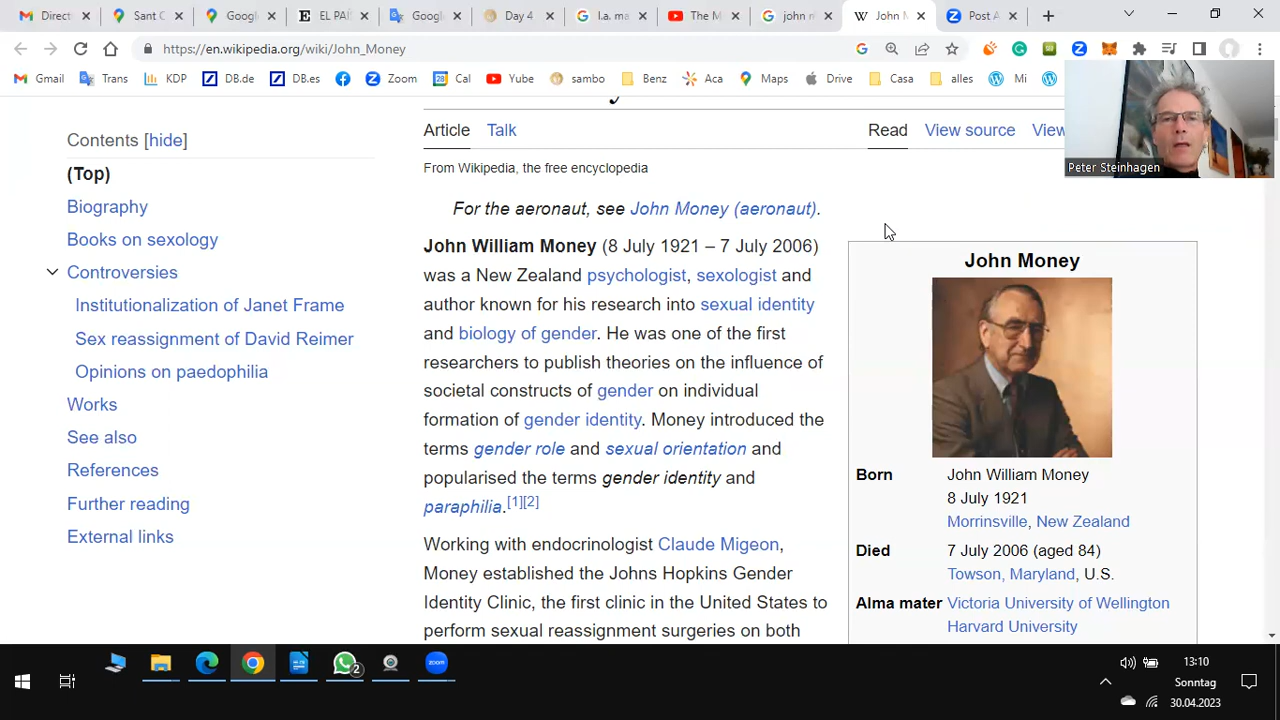 Direct
Sant C
Googl
EL PAÍ
Google
Day 4
l.a. ma
The M
john n
John M
Post A
https://en.wikipedia.org/wiki/John_Money
Gmail
Trans
KDP
DB.de
DB.es
Zoom
Cal
Yube
sambo
Benz
Aca
Maps
Drive
Casa
alles
Mi
Peter Steinhagen
Contents [hide]
(Top)
Biography
Books on sexology
Controversies
Institutionalization of Janet Frame
Sex reassignment of David Reimer
Opinions on paedophilia
Works
See also
References
Further reading
External links
Article Talk
Read View source View
From Wikipedia, the free encyclopedia
For the aeronaut, see John Money (aeronaut).
John William Money (8 July 1921 – 7 July 2006)
was a New Zealand psychologist, sexologist and
author known for his research into sexual identity
and biology of gender. He was one of the first
researchers to publish theories on the influence of
societal constructs of gender on individual
formation of gender identity. Money introduced the
terms gender role and sexual orientation and
popularised the terms gender identity and
paraphilia.[1][2]
Working with endocrinologist Claude Migeon,
Money established the Johns Hopkins Gender
Identity Clinic, the first clinic in the United States to
perform sexual reassignment surgeries on both
John Money
Born John William Money
8 July 1921
Morrinsville, New Zealand
Died 7 July 2006 (aged 84)
Towson, Maryland, U.S.
Alma mater Victoria University of Wellington
Harvard University
2
zoom
13:10
Sonntag
30.04.2023